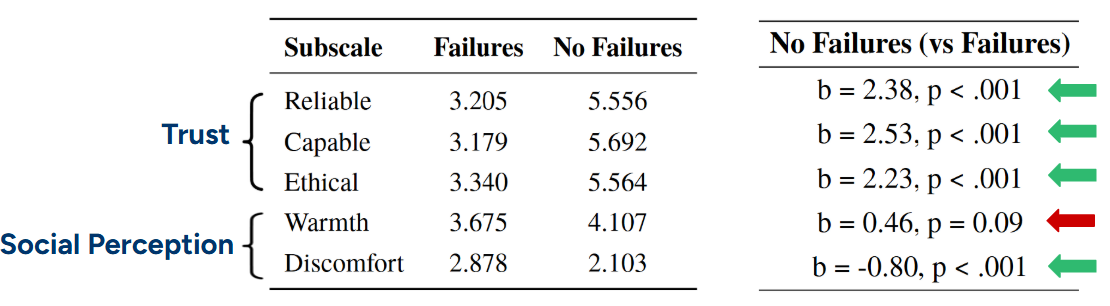 Subscale Failures No Failures No Failures (vs Failures)
Reliable 3.205 5.556 b = 2.38, p < .001
Trust Capable 3.179 5.692 b = 2.53, p < .001
Ethical 3.340 5.564 b = 2.23, p < .001
Warmth 3.675 4.107 b = 0.46, p = 0.09
Social Perception
Discomfort 2.878 2.103 b = -0.80, p < .001